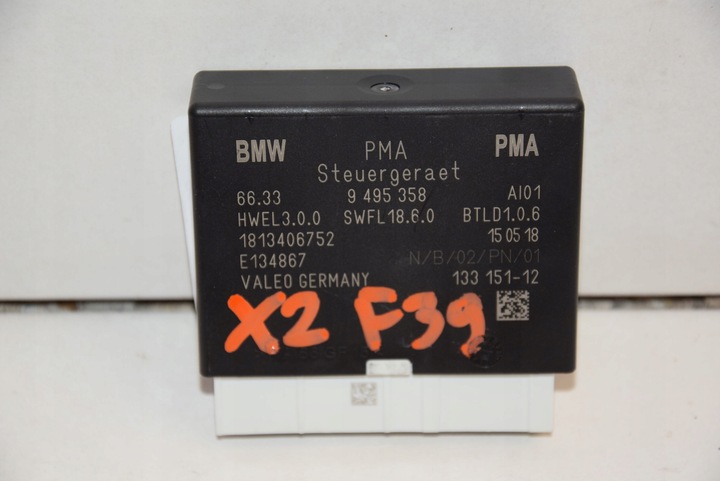 BMW PMA PMA
Steuergeraet
66.33 9 495 358 AI01
HWEL3.0.0 SWFL18.6.0 BTLD1.0.6
1813406752 15 05 18
E134867 N/B/02/PN/01
VALEO GERMANY 133 151-12
X2 F39